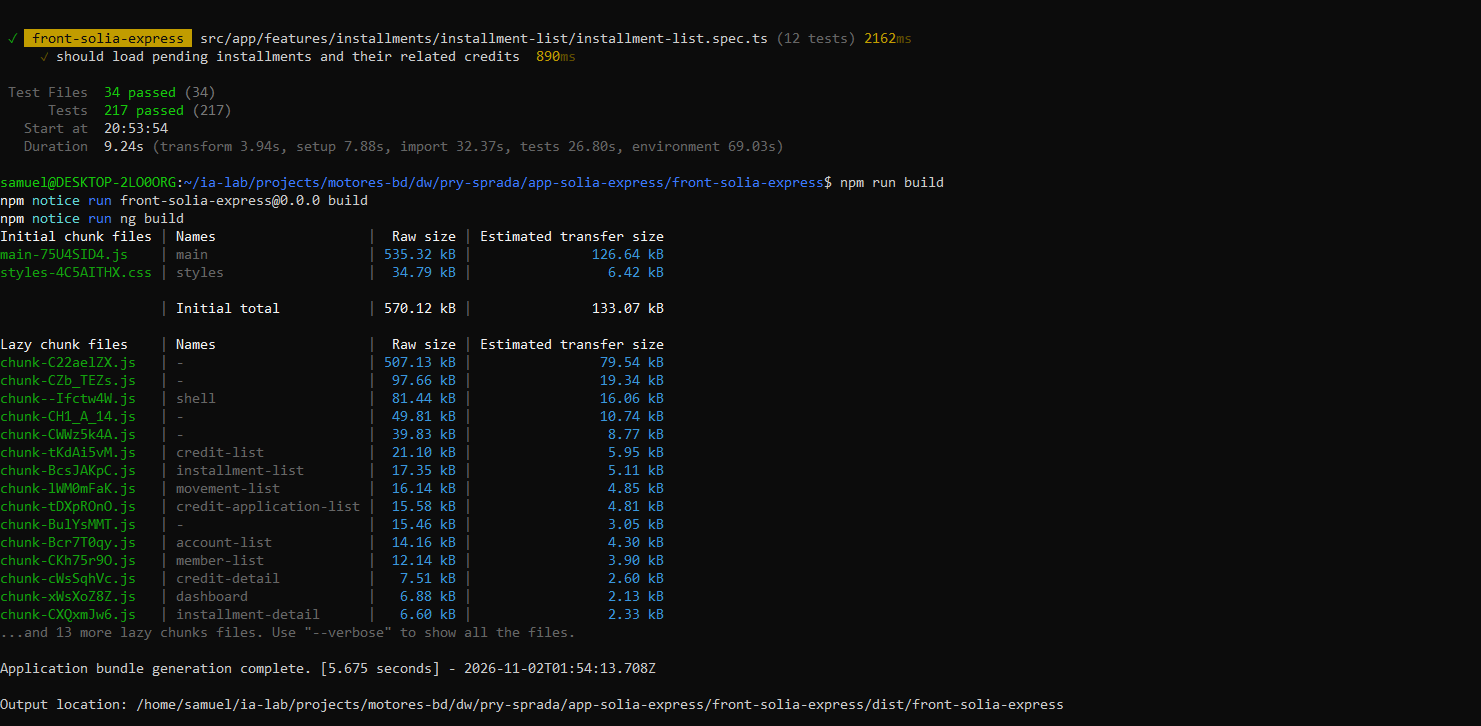 ✓ front-solia-express src/app/features/installments/installment-list/installment-list.spec.ts (12 tests) 2162ms
✓ should load pending installments and their related credits 890ms
Test Files 34 passed (34)
Tests 217 passed (217)
Start at 20:53:54
Duration 9.24s (transform 3.94s, setup 7.88s, import 32.37s, tests 26.80s, environment 69.03s)
samuel@DESKTOP-2LO0ORG:~/ia-lab/projects/motores-bd/dw/pry-sprada/app-solia-express/front-solia-express$ npm run build
npm notice run front-solia-express@0.0.0 build
npm notice run ng build
Initial chunk files | Names | Raw size | Estimated transfer size
main-75U4SID4.js | main | 535.32 kB | 126.64 kB
styles-4C5AITHX.css | styles | 34.79 kB | 6.42 kB
| Initial total | 570.12 kB | 133.07 kB
Lazy chunk files | Names | Raw size | Estimated transfer size
chunk-C22aelZX.js | - | 507.13 kB | 79.54 kB
chunk-CZb_TEZs.js | - | 97.66 kB | 19.34 kB
chunk--Ifctw4W.js | shell | 81.44 kB | 16.06 kB
chunk-CH1_A_14.js | - | 49.81 kB | 10.74 kB
chunk-CWWz5k4A.js | - | 39.83 kB | 8.77 kB
chunk-tKdAi5vM.js | credit-list | 21.10 kB | 5.95 kB
chunk-BcsJAKpC.js | installment-list | 17.35 kB | 5.11 kB
chunk-lWM0mFaK.js | movement-list | 16.14 kB | 4.85 kB
chunk-tDXpROnO.js | credit-application-list | 15.58 kB | 4.81 kB
chunk-BulYsMMT.js | - | 15.46 kB | 3.05 kB
chunk-Bcr7T0qy.js | account-list | 14.16 kB | 4.30 kB
chunk-CKh75r9O.js | member-list | 12.14 kB | 3.90 kB
chunk-cWsSqhVc.js | credit-detail | 7.51 kB | 2.60 kB
chunk-xWsXoZ8Z.js | dashboard | 6.88 kB | 2.13 kB
chunk-CXQxmJw6.js | installment-detail | 6.60 kB | 2.33 kB
...and 13 more lazy chunks files. Use "--verbose" to show all the files.
Application bundle generation complete. [5.675 seconds] - 2026-11-02T01:54:13.708Z
Output location: /home/samuel/ia-lab/projects/motores-bd/dw/pry-sprada/app-solia-express/front-solia-express/dist/front-solia-express